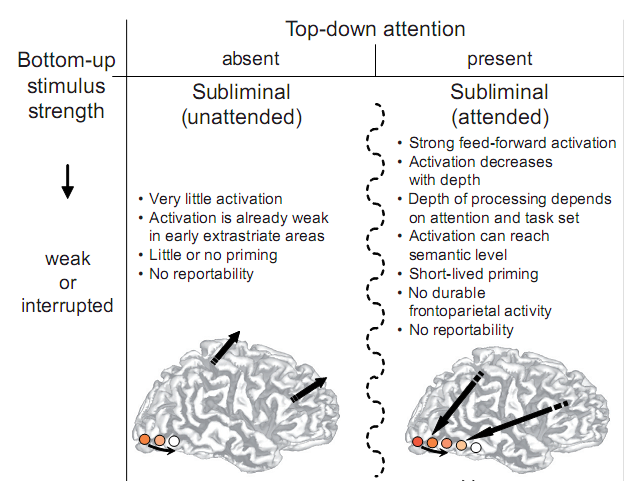 Top-down attention
absent
present
Bottom-up
stimulus
strength
Subliminal
(unattended)
Subliminal
(attended)
weak
or
interrupted
• Very little activation
• Activation is already weak
in early extrastriate areas
• Little or no priming
• No reportability
• Strong feed-forward activation
• Activation decreases
with depth
• Depth of processing depends
on attention and task set
• Activation can reach
semantic level
• Short-lived priming
• No durable
frontoparietal activity
• No reportability